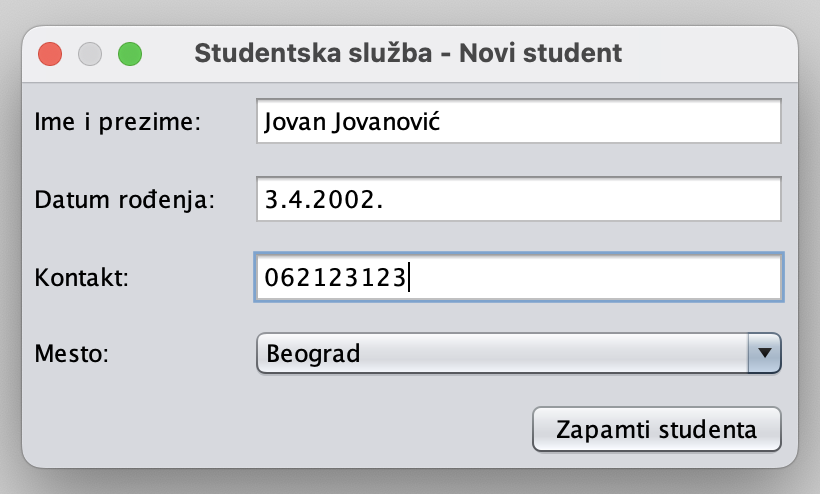 Studentska služba - Novi student
Ime i prezime: Jovan Jovanović
Datum rođenja: 3.4.2002.
Kontakt: 062123123
Mesto: Beograd
Zapamti studenta